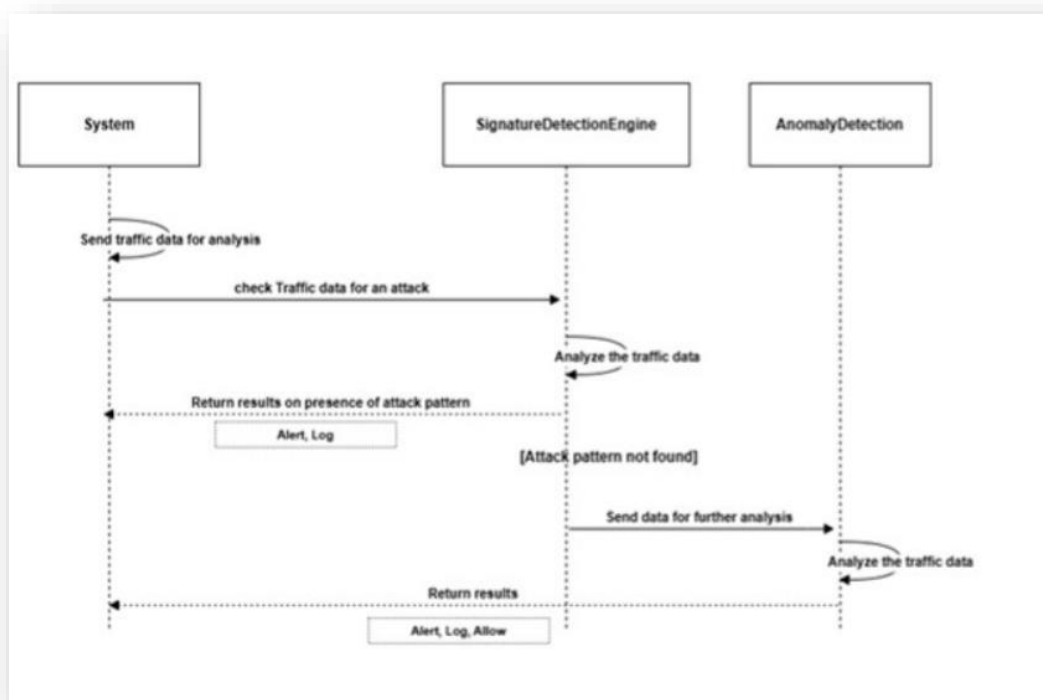 System
SignatureDetectionEngine
AnomalyDetection
Send traffic data for analysis
check Traffic data for an attack
Analyze the traffic data
Return results on presence of attack pattern
Alert, Log
[Attack pattern not found]
Send data for further analysis
Analyze the traffic data
Return results
Alert, Log, Allow